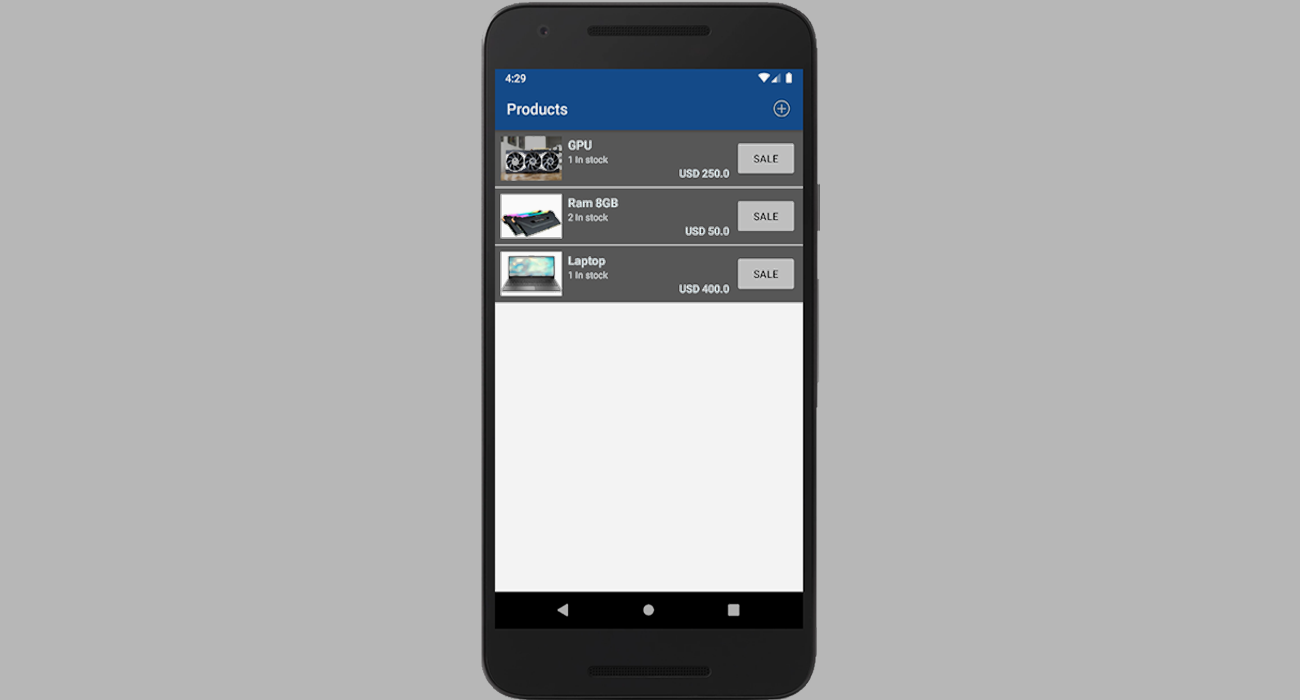 4:29
Products
GPU
1 In stock
USD 250.0
SALE
Ram 8GB
2 In stock
USD 50.0
SALE
Laptop
1 In stock
USD 400.0
SALE